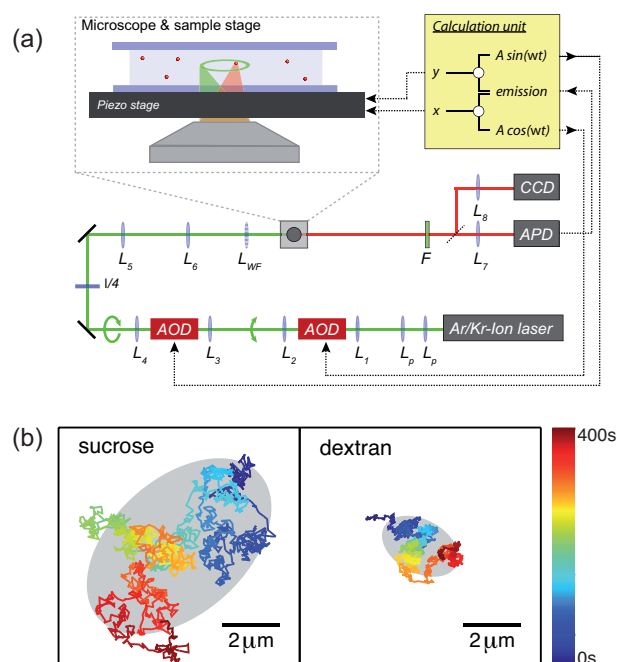 (a)
Microscope & sample stage
Piezo stage
Calculation unit
A sin(wt)
y
emission
x
A cos(wt)
CCD
L8
L5
L6
LWF
F
L7
APD
l/4
AOD
AOD
Ar/Kr-Ion laser
L4
L3
L2
L1
Lp
Lp
(b)
sucrose
dextran
400s
2μm
2μm
0s